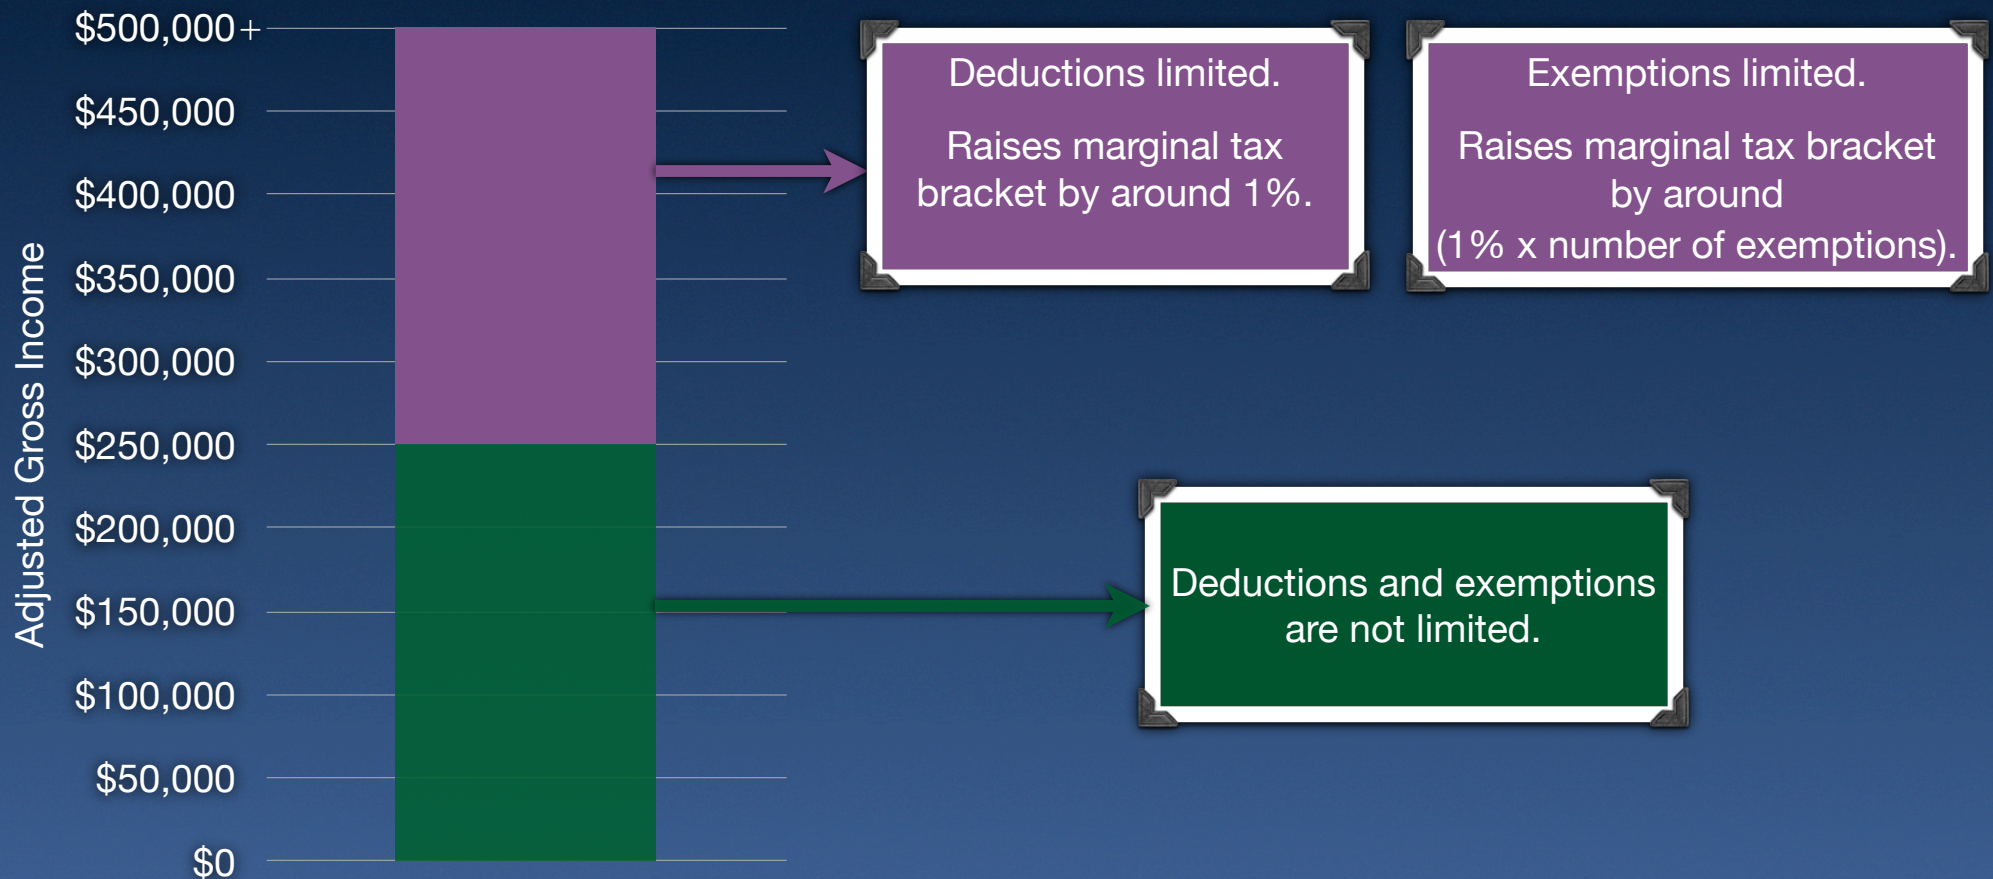 Adjusted Gross Income
$500,000+
$450,000
$400,000
$350,000
$300,000
$250,000
$200,000
$150,000
$100,000
$50,000
$0
Deductions limited.
Raises marginal tax
bracket by around 1%.
Exemptions limited.
Raises marginal tax bracket
by around
(1% x number of exemptions).
Deductions and exemptions
are not limited.